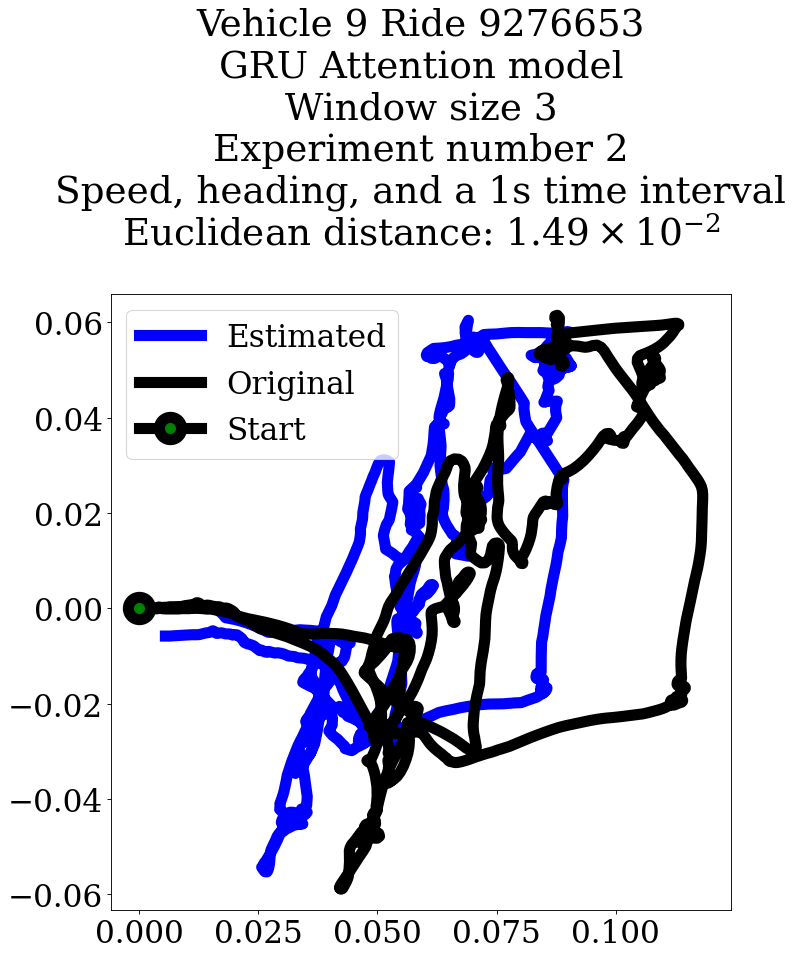 Vehicle 9 Ride 9276653
GRU Attention model
Window size 3
Experiment number 2
Speed, heading, and a 1s time interval
Euclidean distance: 1.49 × 10⁻²
Estimated
Original
Start
0.06
0.04
0.02
0.00
−0.02
−0.04
−0.06
0.000 0.025 0.050 0.075 0.100